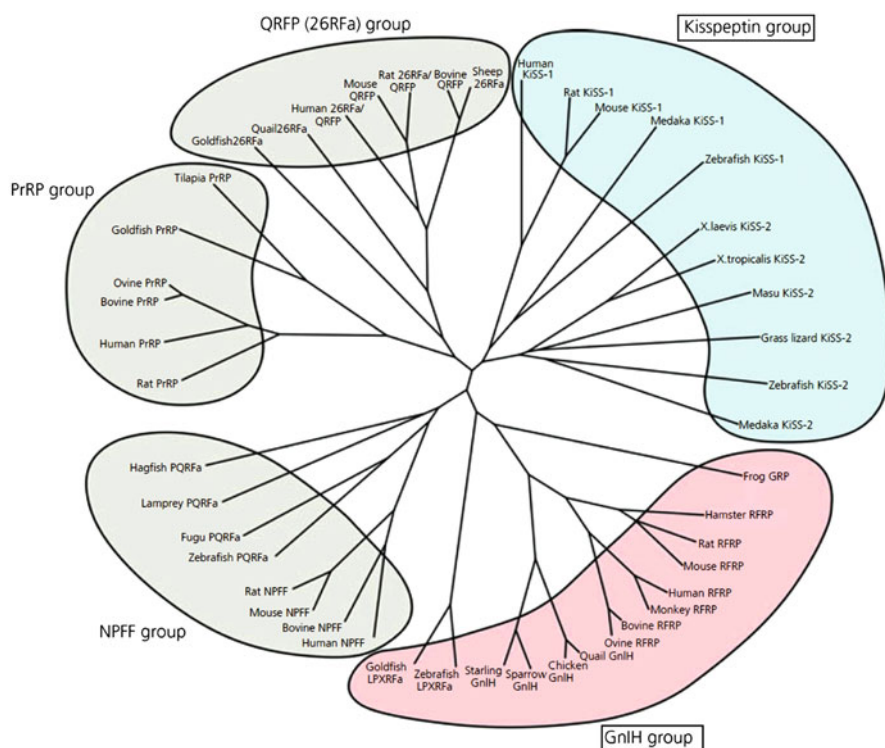 QRFP (26RFa) group
Kisspeptin group
Human
KiSS-1
Rat KiSS-1
Mouse KiSS-1
Medaka KiSS-1
Zebrafish KiSS-1
X.laevis KiSS-2
X.tropicalis KiSS-2
Masu KiSS-2
Grass lizard KiSS-2
Zebrafish KiSS-2
Medaka KiSS-2
Sheep
26RFa
Bovine
QRFP
Rat 26RFa/
QRFP
Mouse
QRFP
Human 26RFa/
QRFP
Quail26RFa
Goldfish26RFa
PrRP group
Tilapia PrRP
Goldfish PrRP
Ovine PrRP
Bovine PrRP
Human PrRP
Rat PrRP
Hagfish PQRFa
Lamprey PQRFa
Fugu PQRFa
Zebrafish PQRFa
Rat NPFF
Mouse NPFF
Bovine NPFF
Human NPFF
NPFF group
Frog GRP
Hamster RFRP
Rat RFRP
Mouse RFRP
Human RFRP
Monkey RFRP
Bovine RFRP
Ovine RFRP
Quail GnIH
Chicken
GnIH
Sparrow
GnIH
Starling
GnIH
Zebrafish
LPXRFa
Goldfish
LPXRFa
GnIH group